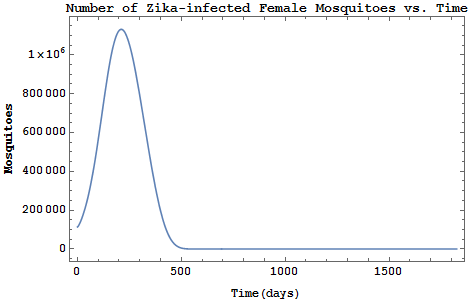 Number of Zika-infected Female Mosquitoes vs. Time
1×10⁶
800 000
600 000
400 000
200 000
0
Mosquitoes
0 500 1000 1500
Time(days)